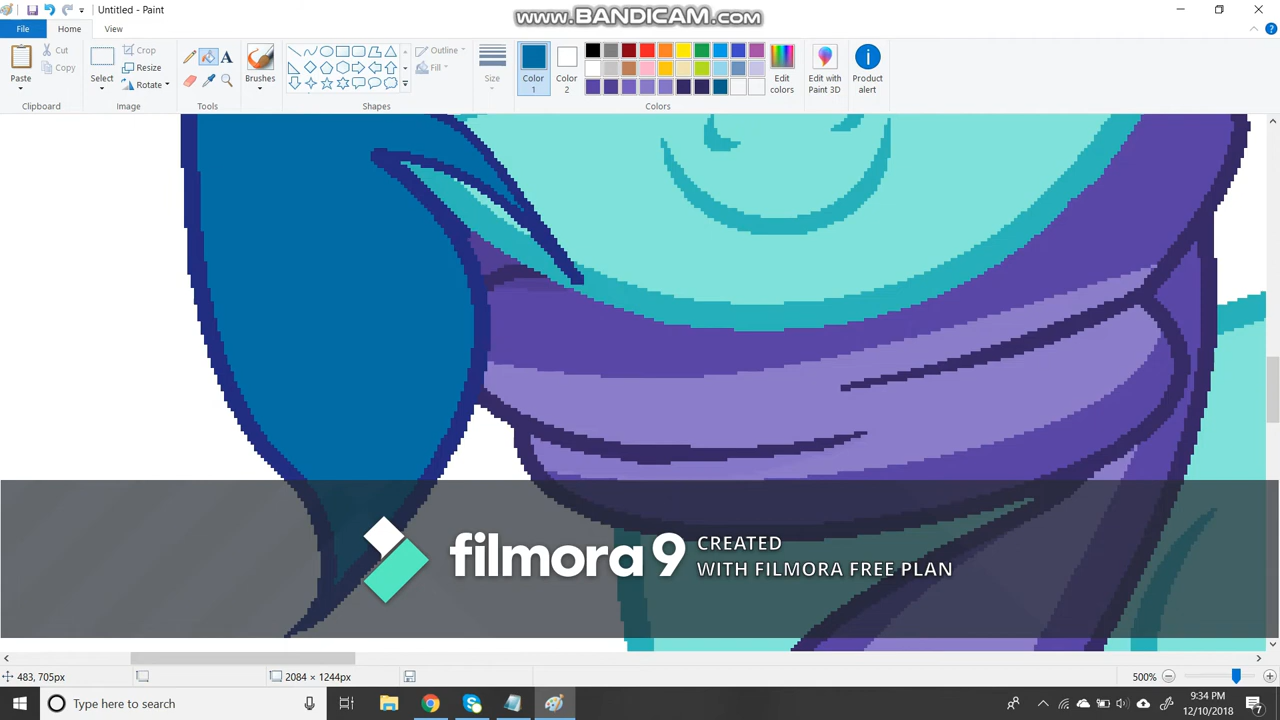 Untitled - Paint
www.BANDICAM.com
File
Home
View
Paste
Cut
Copy
Clipboard
Select
Crop
Resize
Rotate
Image
Tools
Brushes
Shapes
Outline
Fill
Size
Color 1
Color 2
Edit colors
Colors
Edit with Paint 3D
Product alert
filmora9
CREATED
WITH FILMORA FREE PLAN
483, 705px
2084 × 1244px
500%
Type here to search
9:34 PM
12/10/2018
7